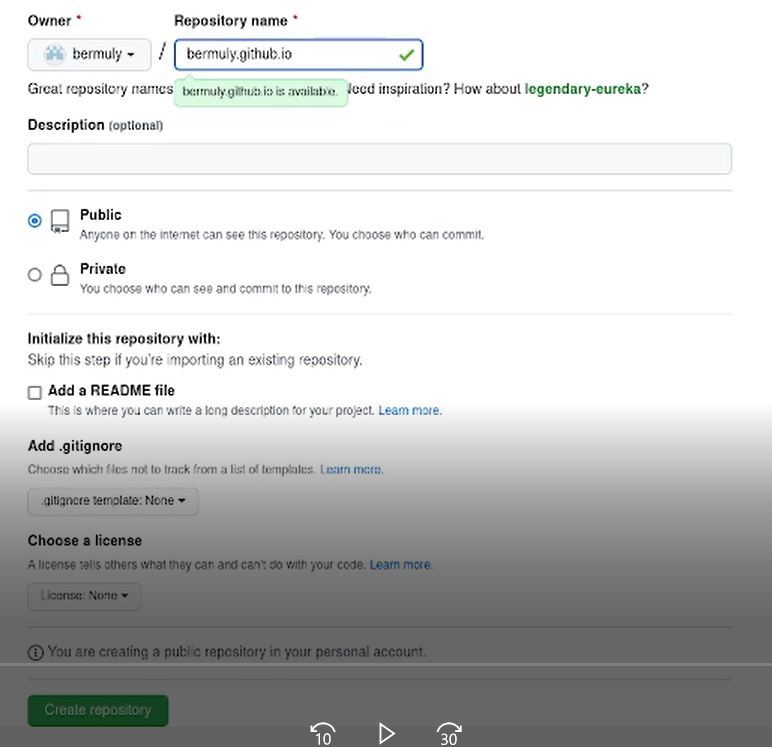 Owner * Repository name *
bermuly / bermuly.github.io
Great repository names bermuly.github.io is available. Need inspiration? How about legendary-eureka?
Description (optional)
Public
Anyone on the internet can see this repository. You choose who can commit.
Private
You choose who can see and commit to this repository.
Initialize this repository with:
Skip this step if you're importing an existing repository.
Add a README file
This is where you can write a long description for your project. Learn more.
Add .gitignore
Choose which files not to track from a list of templates. Learn more.
.gitignore template: None
Choose a license
A license tells others what they can and can't do with your code. Learn more.
License: None
You are creating a public repository in your personal account.
Create repository
10 30